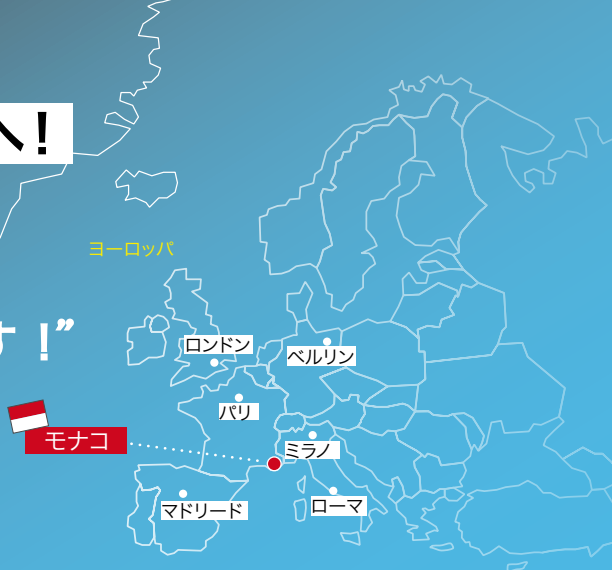 へ！
ヨーロッパ
す！”
ロンドン
ベルリン
パリ
モナコ
ミラノ
マドリード
ローマ